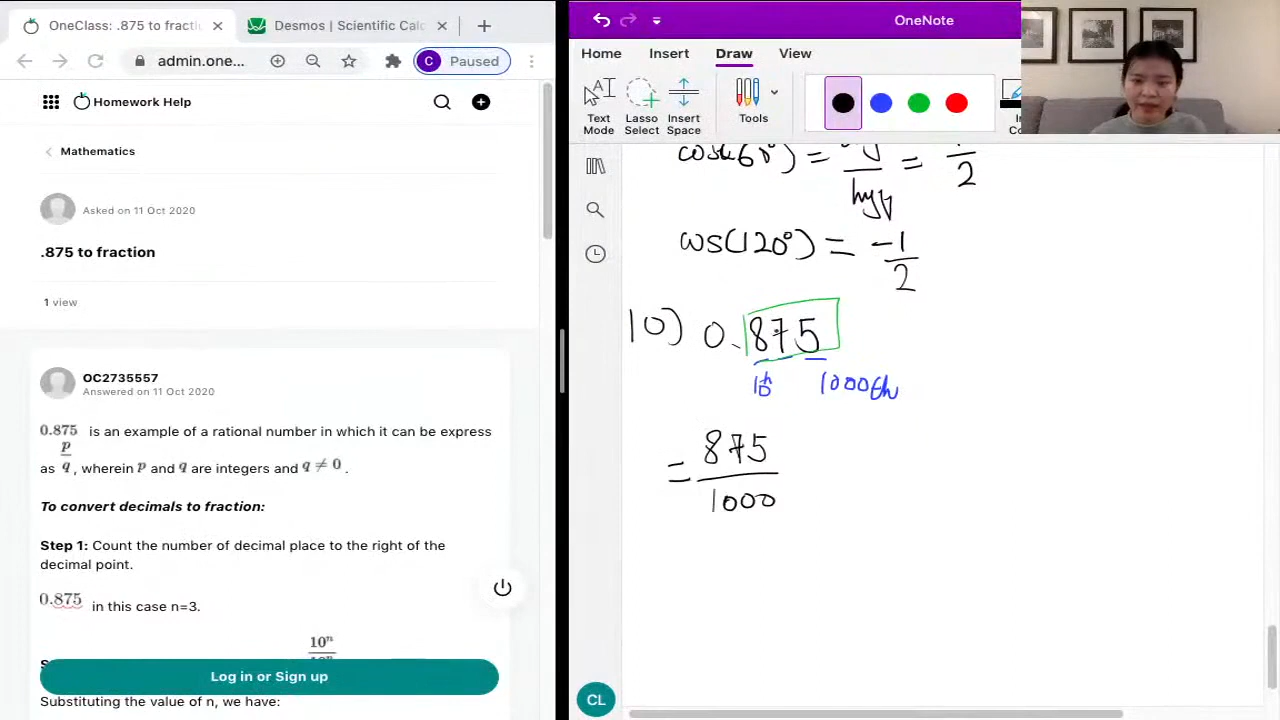 OneClass: .875 to fracti
Desmos | Scientific Calc
admin.one...
C Paused
Homework Help
Mathematics
Asked on 11 Oct 2020
.875 to fraction
1 view
OC2735557
Answered on 11 Oct 2020
0.875 is an example of a rational number in which it can be express
as p/q, wherein p and q are integers and q ≠ 0.
To convert decimals to fraction:
Step 1: Count the number of decimal place to the right of the
decimal point.
0.875 in this case n=3.
10ⁿ
Log in or Sign up
Substituting the value of n, we have:
OneNote
Home Insert Draw View
Text Mode
Lasso Select
Insert Space
Tools
= hyp = 1/2
cos(120°) = -1/2
10) 0.875
10th 1000th
= 875/1000
CL